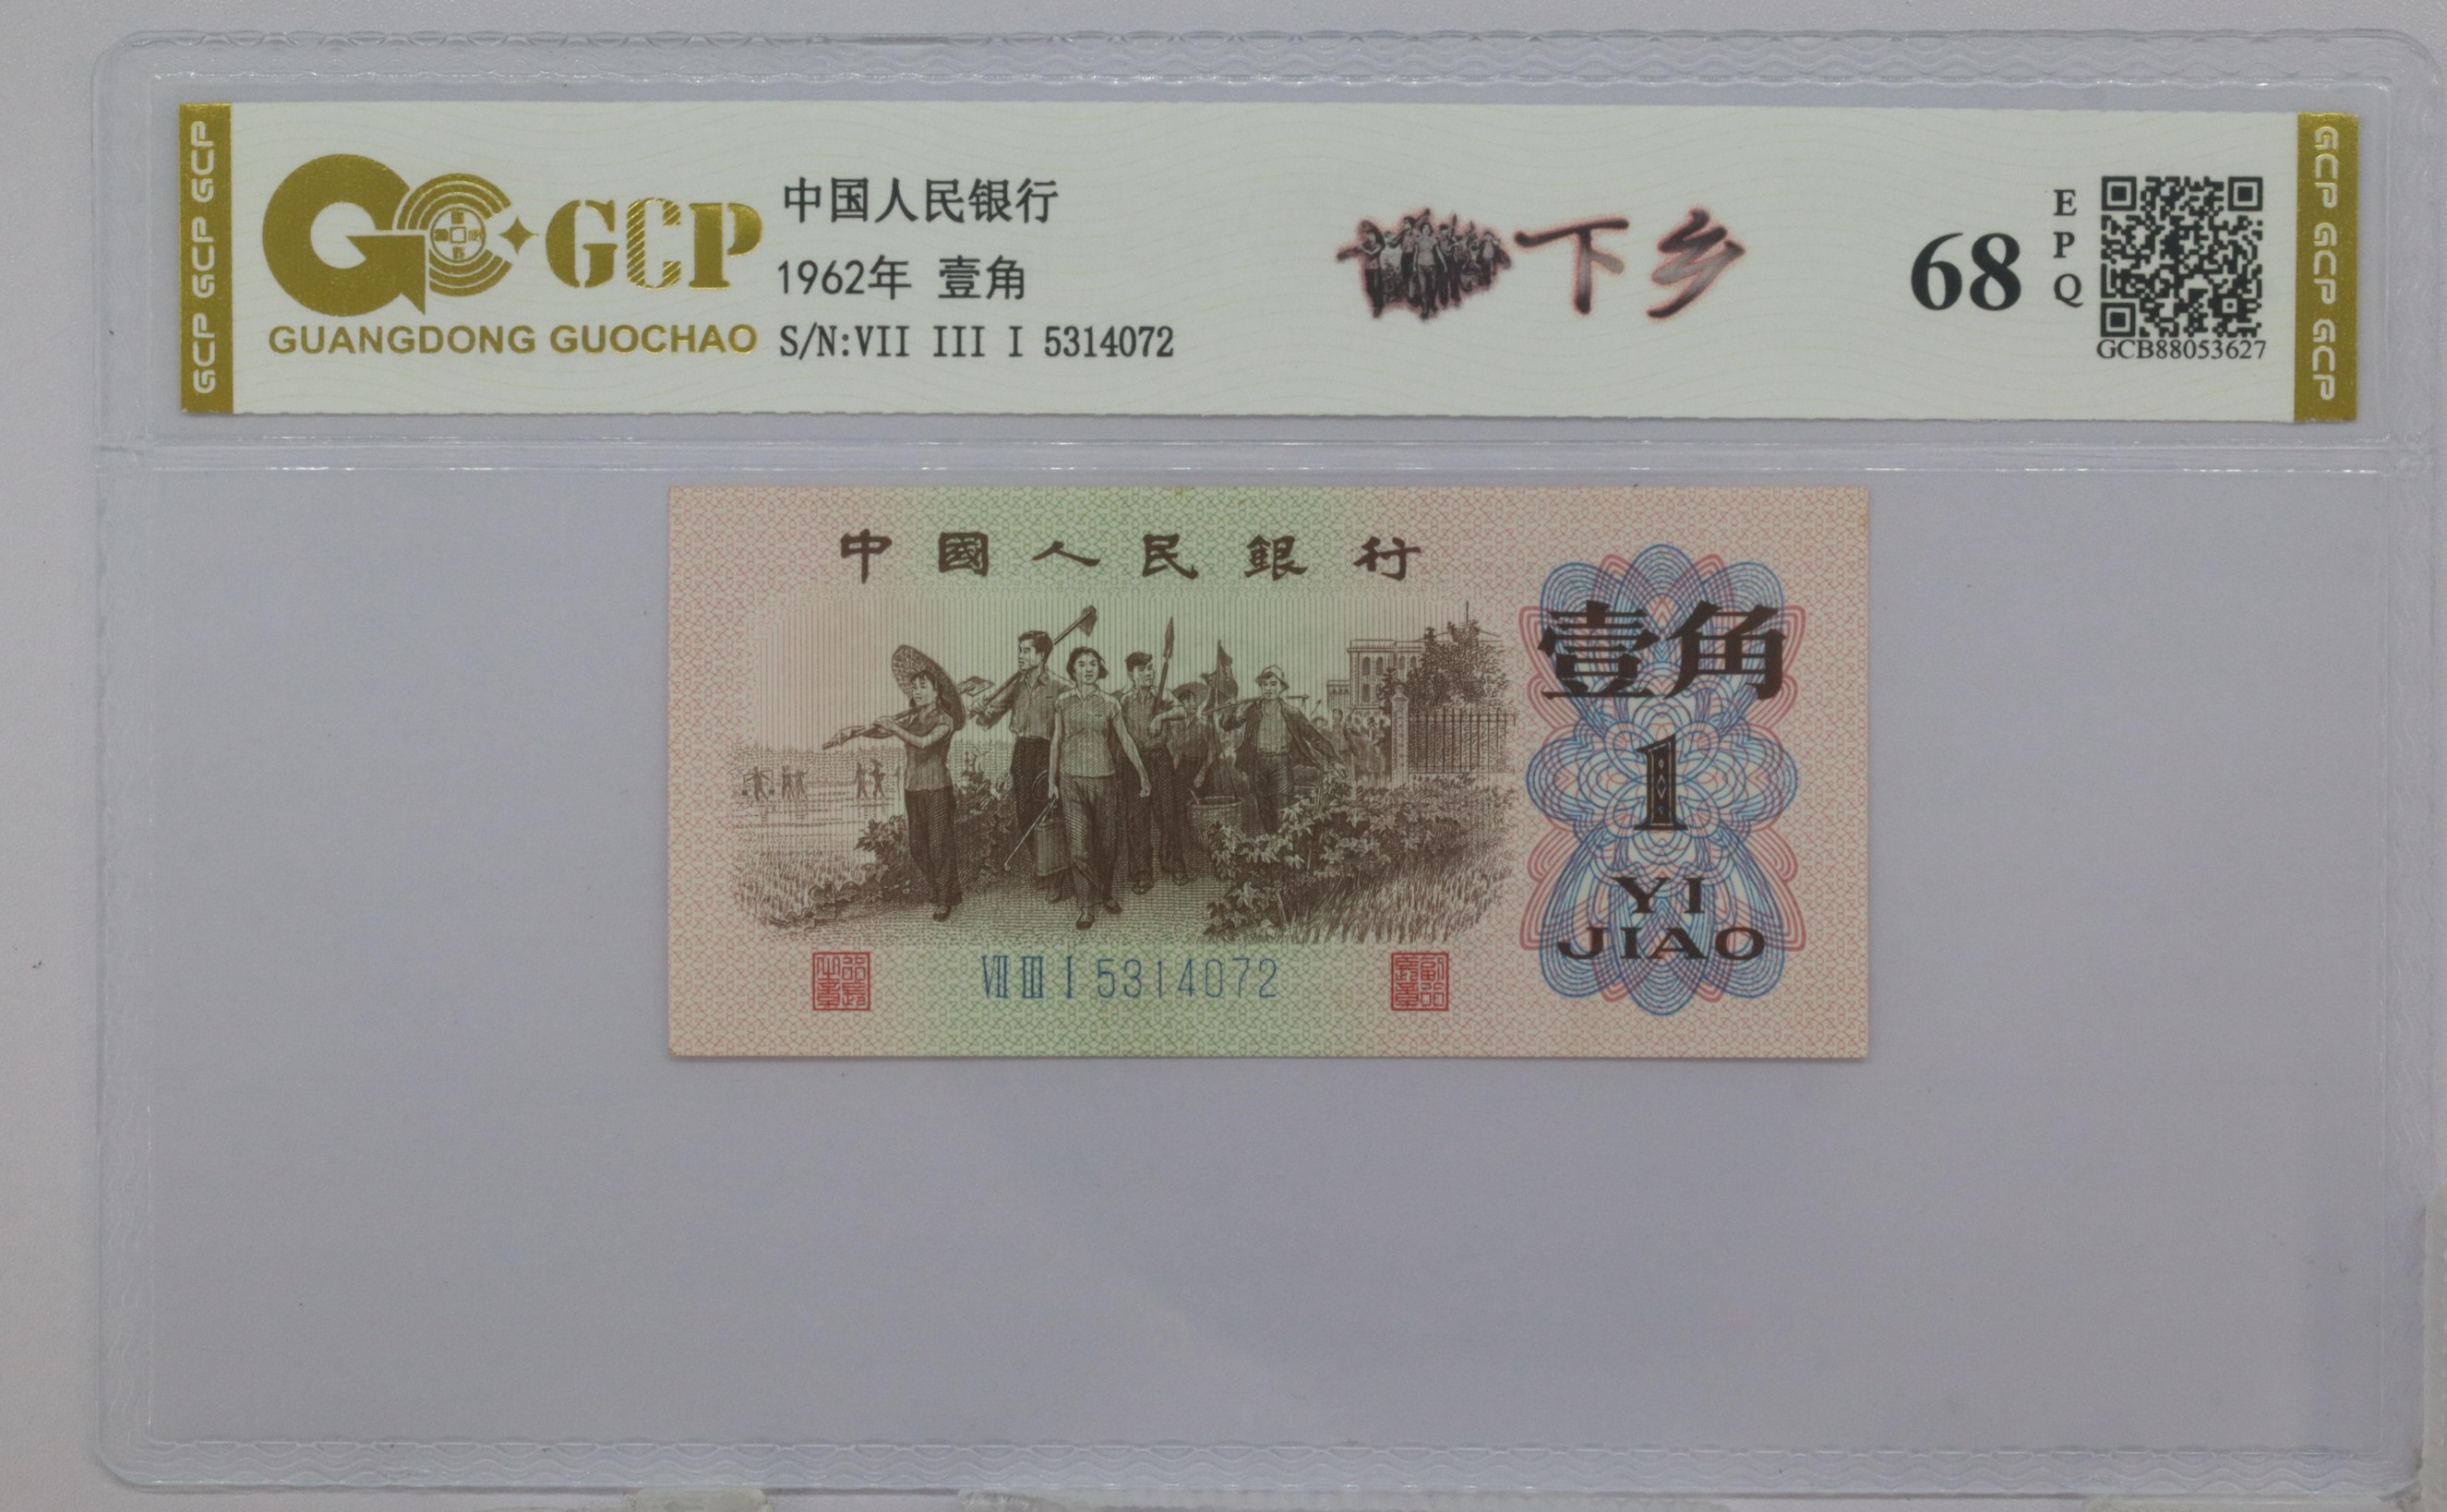 GCP GCP GCP
GCP
GUANGDONG GUOCHAO
中国人民银行
1962年 壹角
S/N:VII III I 5314072
下乡
68
EPQ
GCB88053627
GCP GCP GCP
中國人民銀行
壹角
1
YI
JIAO
VII III I 5314072